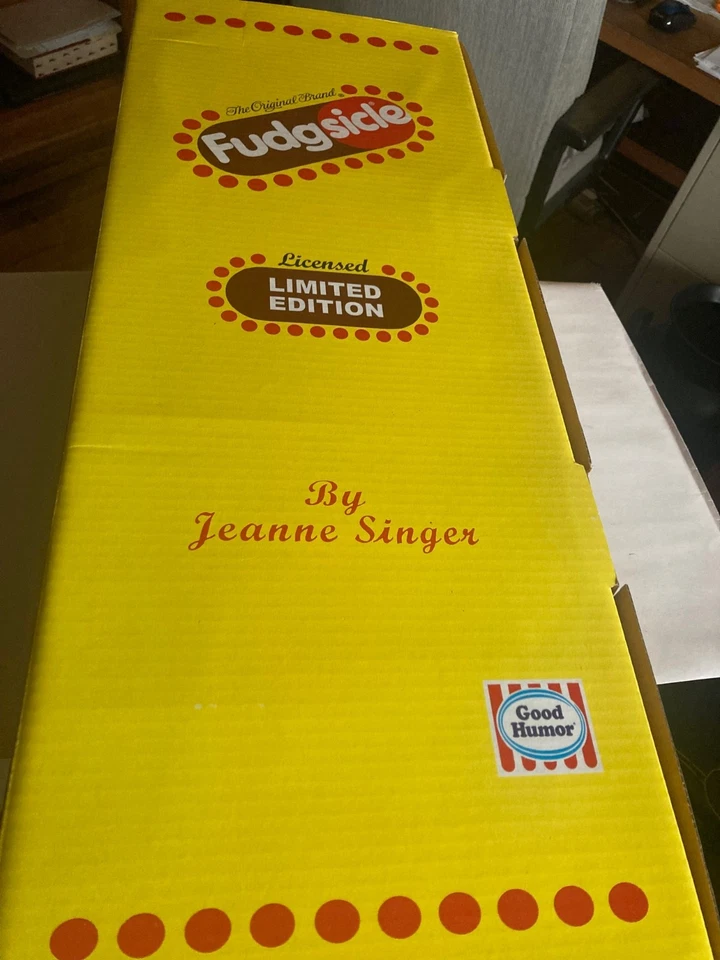 The Original Brand
Fudgsicle®
Licensed
LIMITED
EDITION
By
Jeanne Singer
Good
Humor®